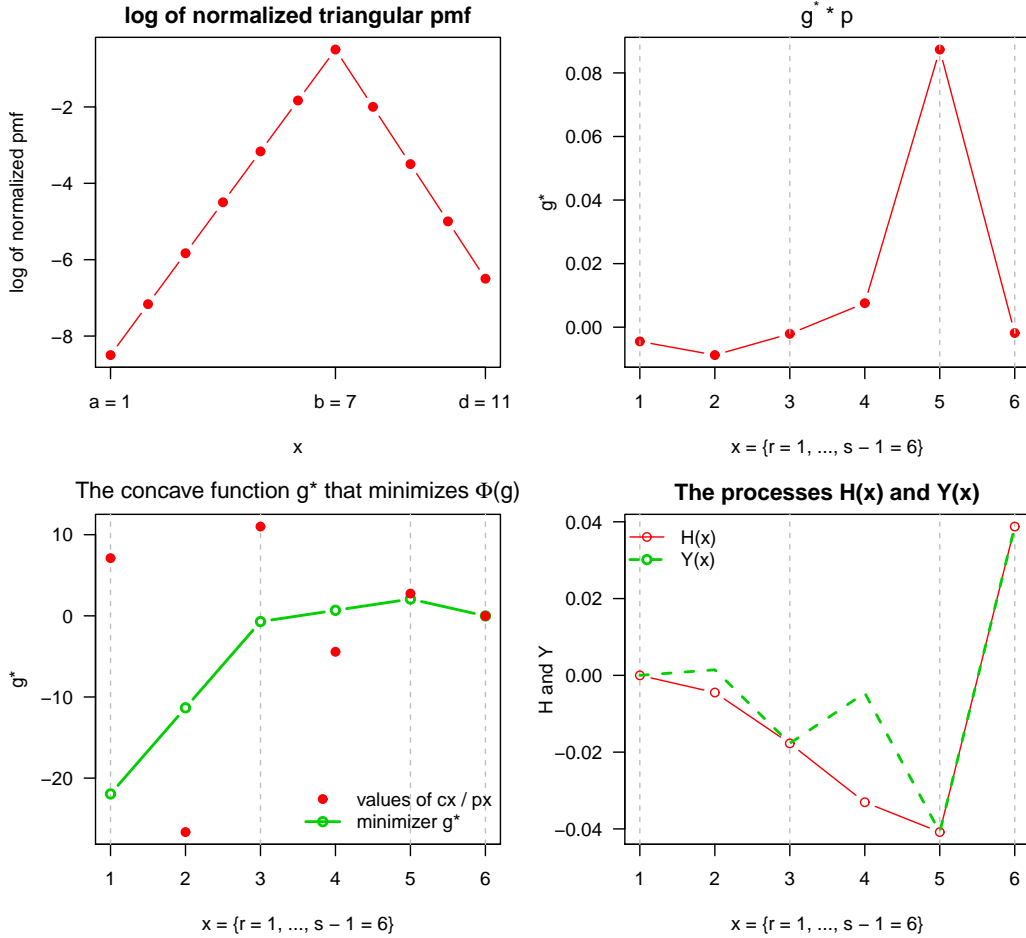 log of normalized triangular pmf
log of normalized pmf
-2
-4
-6
-8
a = 1
b = 7
d = 11
x
g* * p
g*
0.08
0.06
0.04
0.02
0.00
1 2 3 4 5 6
x = {r = 1, ..., s − 1 = 6}
The concave function g* that minimizes Φ(g)
g*
10
0
−10
−20
values of cx / px
minimizer g*
1 2 3 4 5 6
x = {r = 1, ..., s − 1 = 6}
The processes H(x) and Y(x)
H and Y
0.04
0.02
0.00
−0.02
−0.04
H(x)
Y(x)
1 2 3 4 5 6
x = {r = 1, ..., s − 1 = 6}